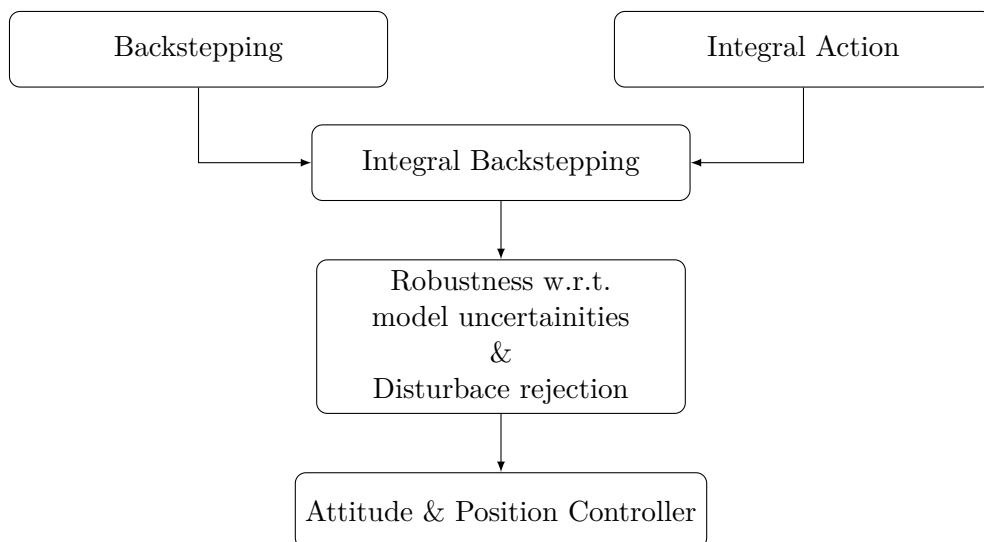 Backstepping
Integral Action
Integral Backstepping
Robustness w.r.t.
model uncertainities
&
Disturbace rejection
Attitude & Position Controller